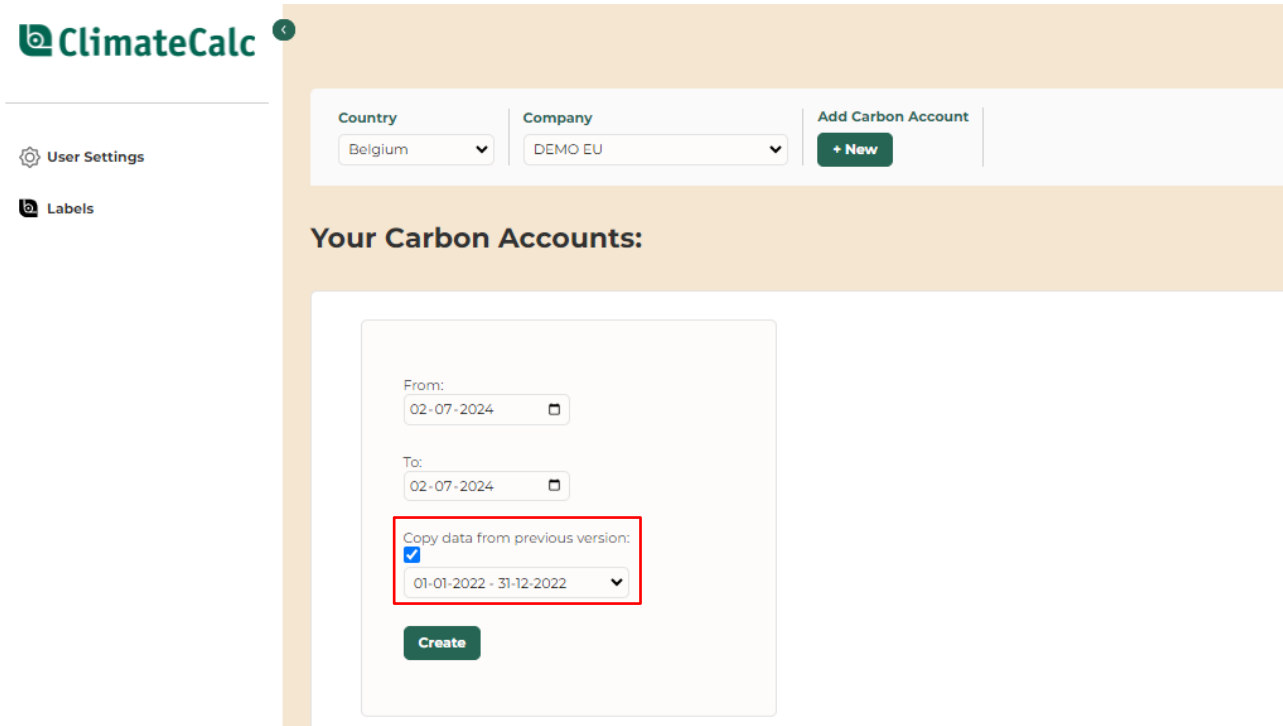 ClimateCalc
User Settings
Labels
Country
Company
Add Carbon Account
Belgium
DEMO EU
+ New
Your Carbon Accounts:
From:
02-07-2024
To:
02-07-2024
Copy data from previous version:
01-01-2022 - 31-12-2022
Create